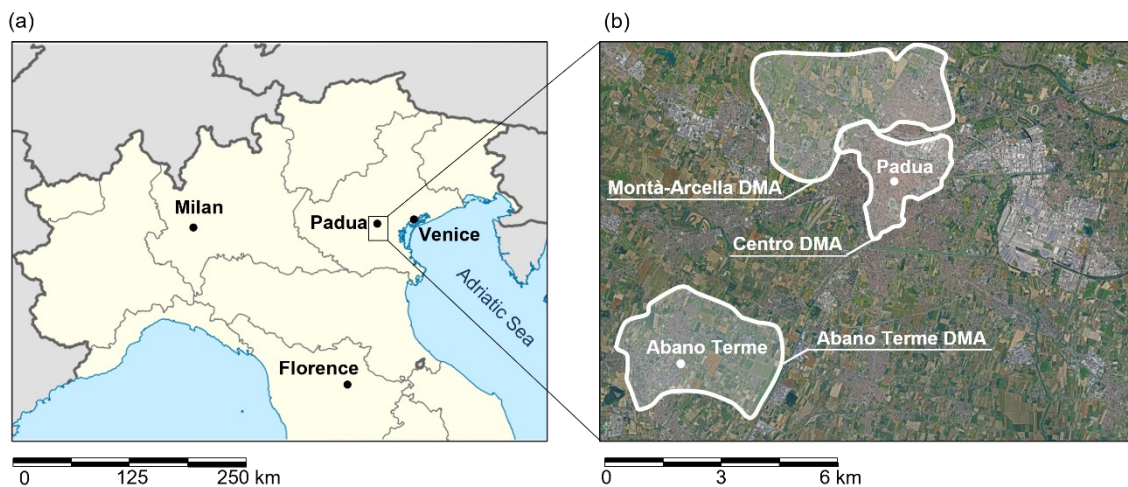 (a)
Milan
Padua
Venice
Adriatic Sea
Florence
0 125 250 km
(b)
Padua
Montà-Arcella DMA
Centro DMA
Abano Terme
Abano Terme DMA
0 3 6 km